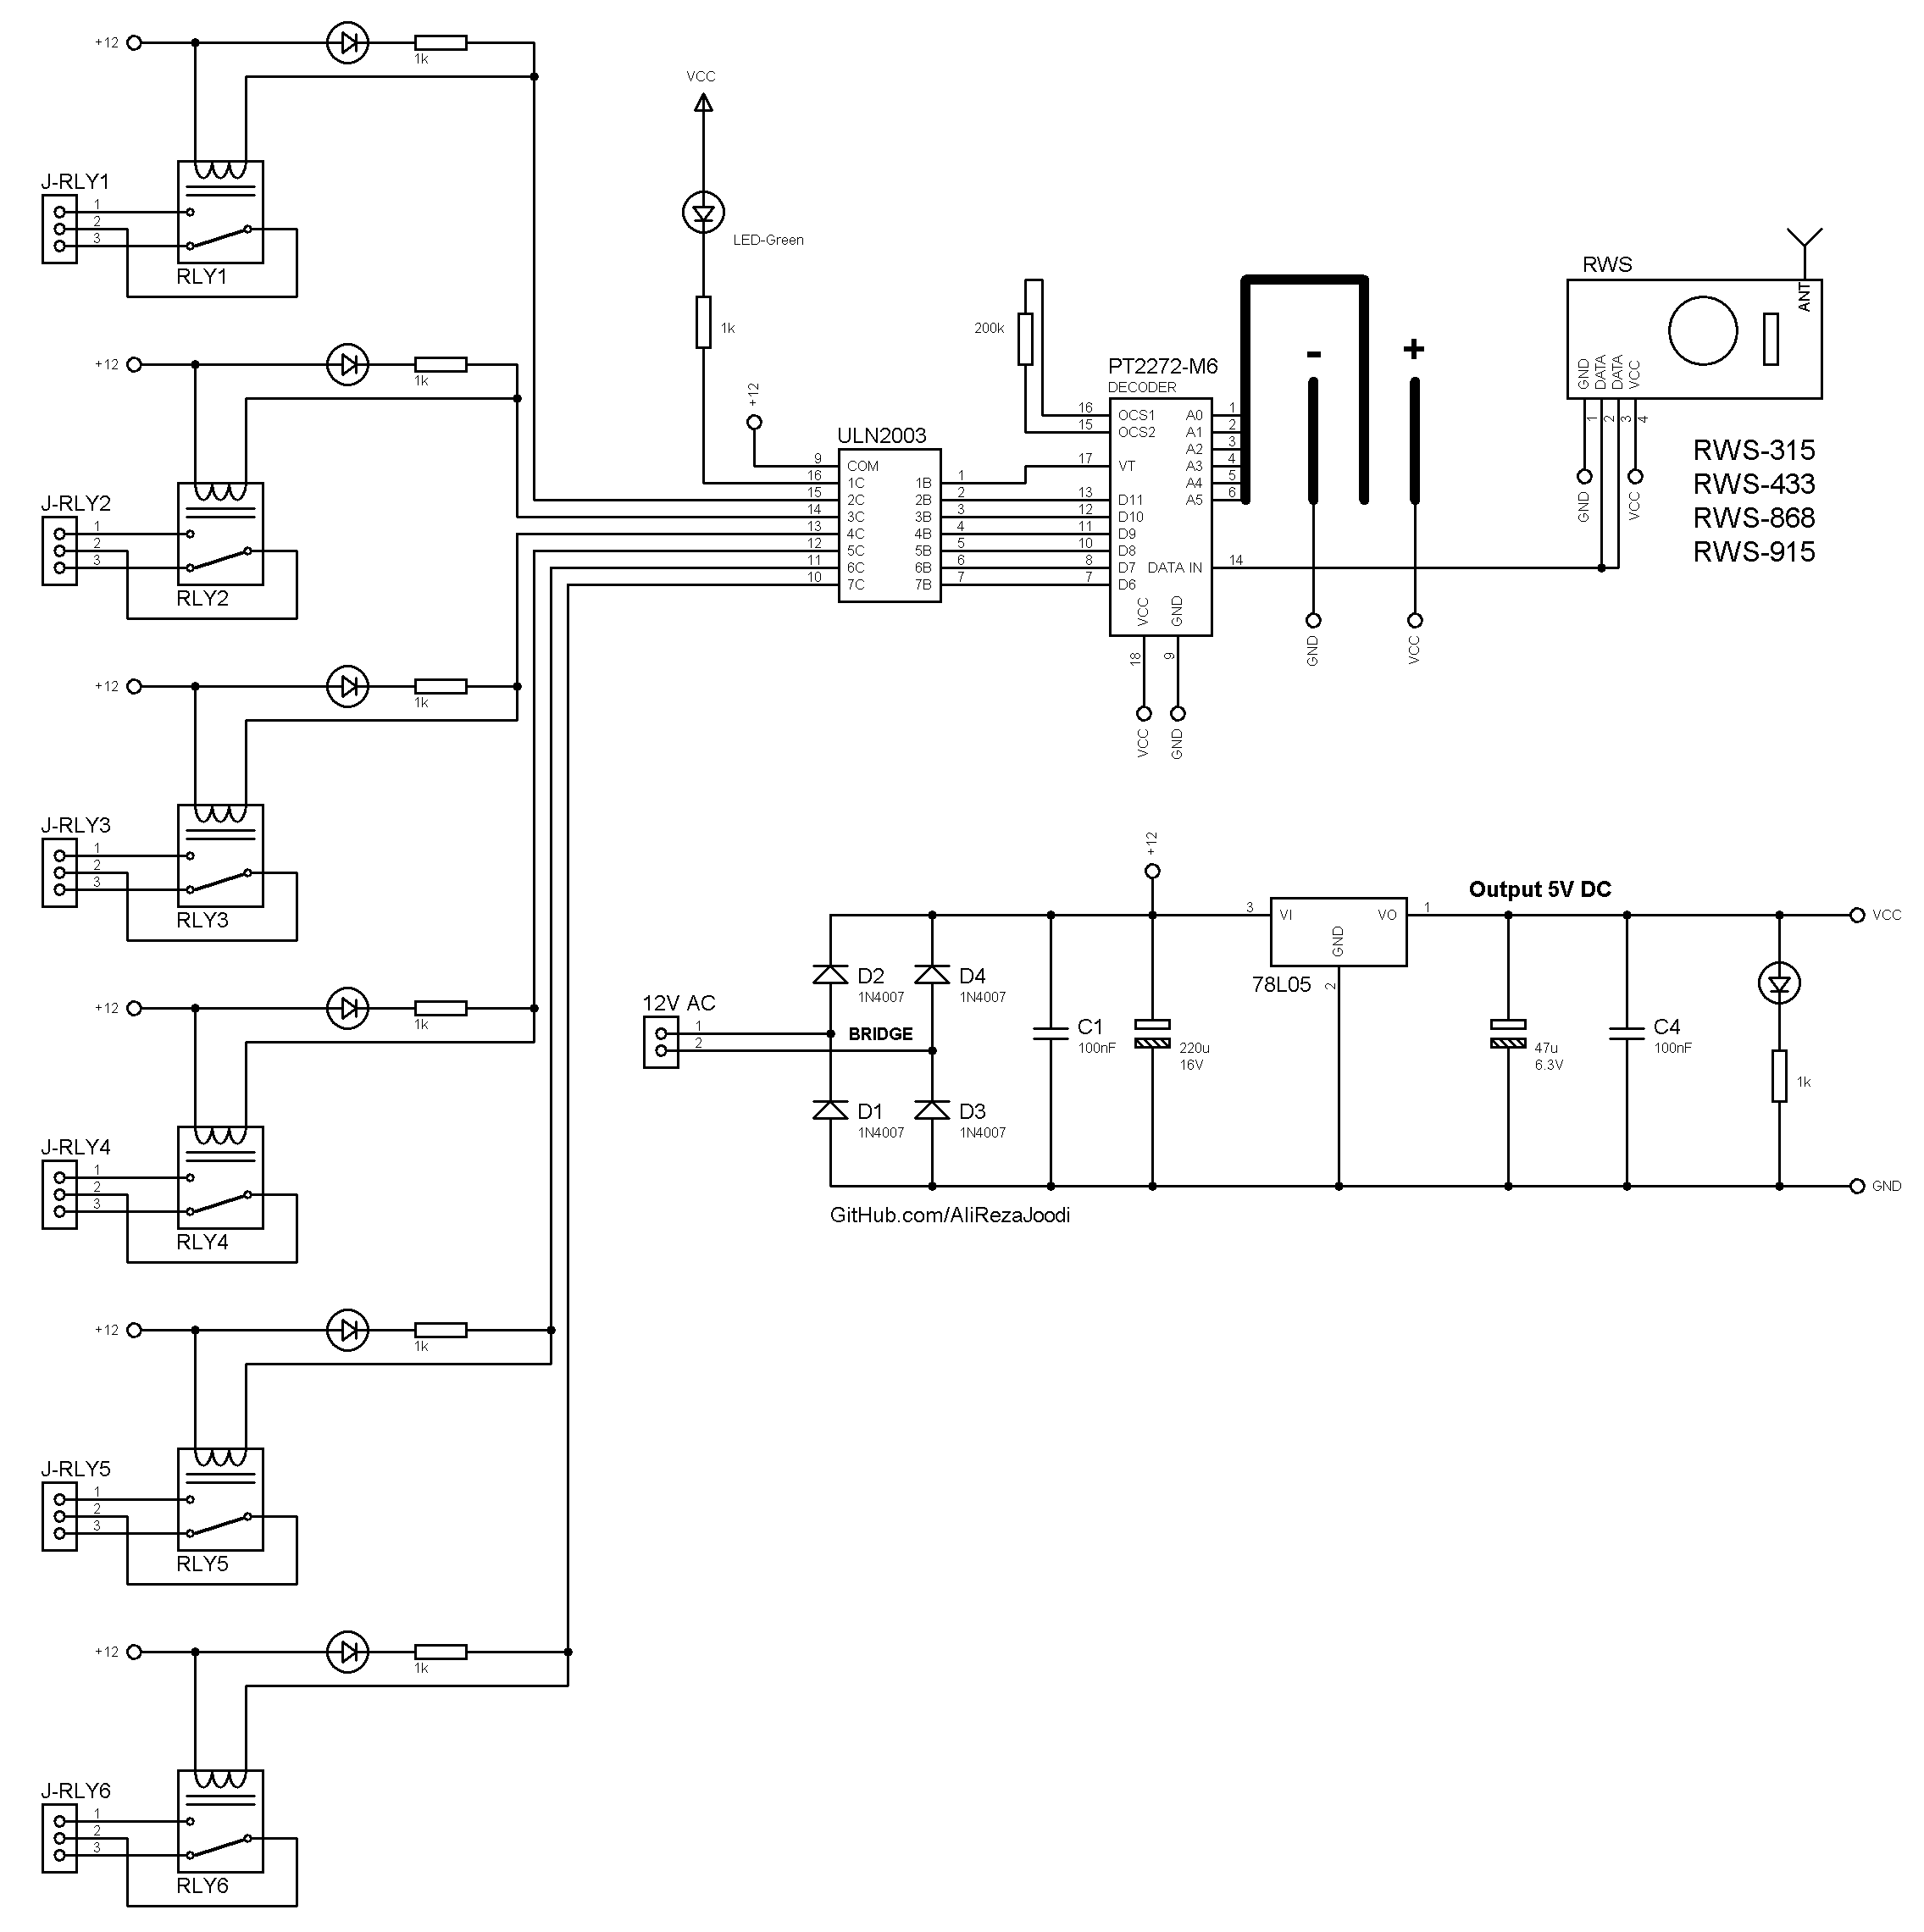 +12
1k
J-RLY1
1
2
3
RLY1
+12
1k
J-RLY2
1
2
3
RLY2
+12
1k
J-RLY3
1
2
3
RLY3
+12
1k
J-RLY4
1
2
3
RLY4
+12
1k
J-RLY5
1
2
3
RLY5
+12
1k
J-RLY6
1
2
3
RLY6
VCC
LED-Green
1k
+12
ULN2003
9 COM
16 1C 1B 1
15 2C 2B 2
14 3C 3B 3
13 4C 4B 4
12 5C 5B 5
11 6C 6B 6
10 7C 7B 7
200k
PT2272-M6
DECODER
16 OCS1 A0 1
15 OCS2 A1 2
A2 3
17 VT A3 4
A4 5
13 D11 A5 6
12 D10
11 D9
10 D8
8 D7 DATA IN 14
7 D6
VCC GND
18 9
VCC GND
- +
GND VCC
RWS
ANT
GND DATA DATA VCC
1 2 3 4
GND VCC
RWS-315
RWS-433
RWS-868
RWS-915
12V AC
1
2
BRIDGE
D2
1N4007
D4
1N4007
D1
1N4007
D3
1N4007
C1
100nF
+12
220u
16V
3 VI VO 1
GND
78L05 2
Output 5V DC
47u
6.3V
C4
100nF
1k
VCC
GND
GitHub.com/AliRezaJoodi